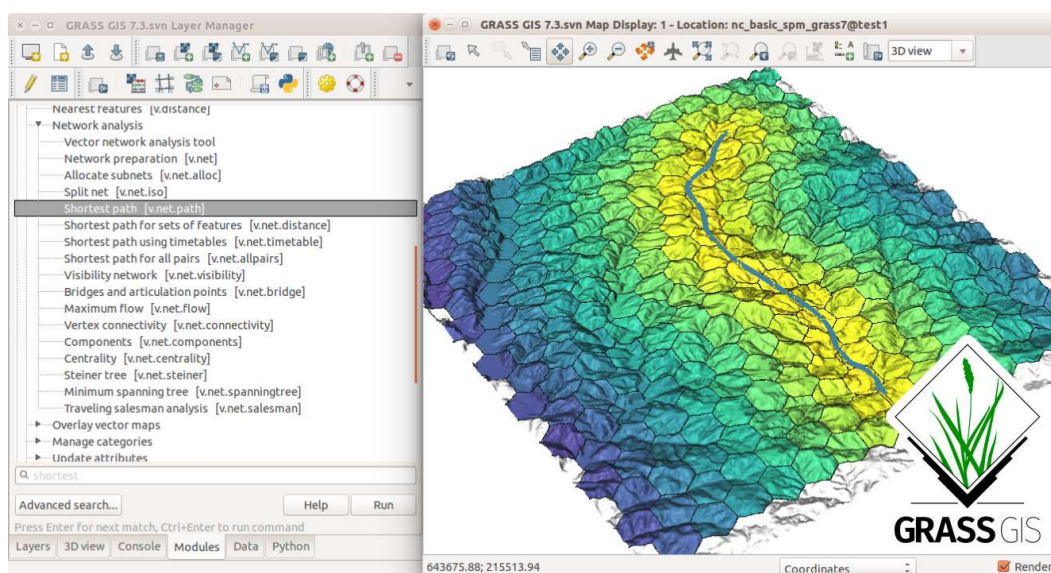 GRASS GIS 7.3.svn Layer Manager
Nearest features [v.distance]
Network analysis
Vector network analysis tool
Network preparation [v.net]
Allocate subnets [v.net.alloc]
Split net [v.net.iso]
Shortest path [v.net.path]
Shortest path for sets of features [v.net.distance]
Shortest path using timetables [v.net.timetable]
Shortest path for all pairs [v.net.allpairs]
Visibility network [v.net.visibility]
Bridges and articulation points [v.net.bridge]
Maximum flow [v.net.flow]
Vertex connectivity [v.net.connectivity]
Components [v.net.components]
Centrality [v.net.centrality]
Steiner tree [v.net.steiner]
Minimum spanning tree [v.net.spanningtree]
Traveling salesman analysis [v.net.salesman]
Overlay vector maps
Manage categories
Update attributes
shortest
Advanced search... Help Run
Press Enter for next match, Ctrl+Enter to run command
Layers 3D view Console Modules Data Python
GRASS GIS 7.3.svn Map Display: 1 - Location: nc_basic_spm_grass7@test1
3D view
GRASS GIS
643675.88; 215513.94 Coordinates Render